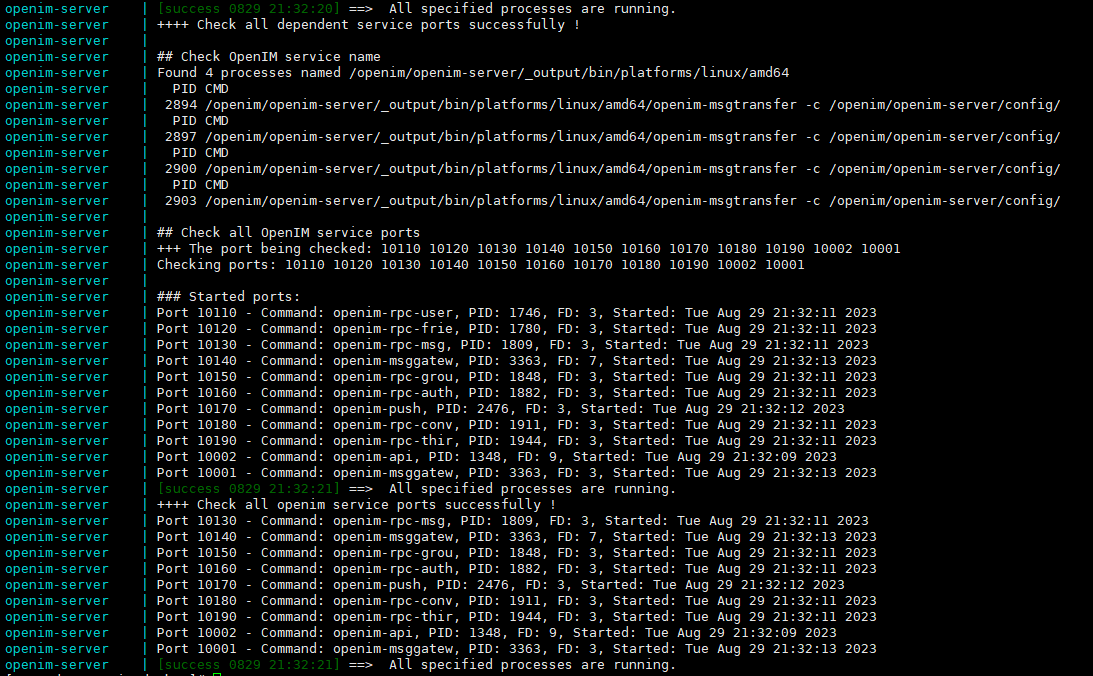 openim-server | [success 0829 21:32:20] ==>  All specified processes are running.
openim-server | ++++ Check all dependent service ports successfully !
openim-server |
openim-server | ## Check OpenIM service name
openim-server | Found 4 processes named /openim/openim-server/_output/bin/platforms/linux/amd64
openim-server |   PID CMD
openim-server |  2894 /openim/openim-server/_output/bin/platforms/linux/amd64/openim-msgtransfer -c /openim/openim-server/config/
openim-server |   PID CMD
openim-server |  2897 /openim/openim-server/_output/bin/platforms/linux/amd64/openim-msgtransfer -c /openim/openim-server/config/
openim-server |   PID CMD
openim-server |  2900 /openim/openim-server/_output/bin/platforms/linux/amd64/openim-msgtransfer -c /openim/openim-server/config/
openim-server |   PID CMD
openim-server |  2903 /openim/openim-server/_output/bin/platforms/linux/amd64/openim-msgtransfer -c /openim/openim-server/config/
openim-server |
openim-server | ## Check all OpenIM service ports
openim-server | +++ The port being checked: 10110 10120 10130 10140 10150 10160 10170 10180 10190 10002 10001
openim-server | Checking ports: 10110 10120 10130 10140 10150 10160 10170 10180 10190 10002 10001
openim-server |
openim-server | ### Started ports:
openim-server | Port 10110 - Command: openim-rpc-user, PID: 1746, FD: 3, Started: Tue Aug 29 21:32:11 2023
openim-server | Port 10120 - Command: openim-rpc-frie, PID: 1780, FD: 3, Started: Tue Aug 29 21:32:11 2023
openim-server | Port 10130 - Command: openim-rpc-msg, PID: 1809, FD: 3, Started: Tue Aug 29 21:32:11 2023
openim-server | Port 10140 - Command: openim-msggatew, PID: 3363, FD: 7, Started: Tue Aug 29 21:32:13 2023
openim-server | Port 10150 - Command: openim-rpc-grou, PID: 1848, FD: 3, Started: Tue Aug 29 21:32:11 2023
openim-server | Port 10160 - Command: openim-rpc-auth, PID: 1882, FD: 3, Started: Tue Aug 29 21:32:11 2023
openim-server | Port 10170 - Command: openim-push, PID: 2476, FD: 3, Started: Tue Aug 29 21:32:12 2023
openim-server | Port 10180 - Command: openim-rpc-conv, PID: 1911, FD: 3, Started: Tue Aug 29 21:32:11 2023
openim-server | Port 10190 - Command: openim-rpc-thir, PID: 1944, FD: 3, Started: Tue Aug 29 21:32:11 2023
openim-server | Port 10002 - Command: openim-api, PID: 1348, FD: 9, Started: Tue Aug 29 21:32:09 2023
openim-server | Port 10001 - Command: openim-msggatew, PID: 3363, FD: 3, Started: Tue Aug 29 21:32:13 2023
openim-server | [success 0829 21:32:21] ==>  All specified processes are running.
openim-server | ++++ Check all openim service ports successfully !
openim-server | Port 10130 - Command: openim-rpc-msg, PID: 1809, FD: 3, Started: Tue Aug 29 21:32:11 2023
openim-server | Port 10140 - Command: openim-msggatew, PID: 3363, FD: 7, Started: Tue Aug 29 21:32:13 2023
openim-server | Port 10150 - Command: openim-rpc-grou, PID: 1848, FD: 3, Started: Tue Aug 29 21:32:11 2023
openim-server | Port 10160 - Command: openim-rpc-auth, PID: 1882, FD: 3, Started: Tue Aug 29 21:32:11 2023
openim-server | Port 10170 - Command: openim-push, PID: 2476, FD: 3, Started: Tue Aug 29 21:32:12 2023
openim-server | Port 10180 - Command: openim-rpc-conv, PID: 1911, FD: 3, Started: Tue Aug 29 21:32:11 2023
openim-server | Port 10190 - Command: openim-rpc-thir, PID: 1944, FD: 3, Started: Tue Aug 29 21:32:11 2023
openim-server | Port 10002 - Command: openim-api, PID: 1348, FD: 9, Started: Tue Aug 29 21:32:09 2023
openim-server | Port 10001 - Command: openim-msggatew, PID: 3363, FD: 3, Started: Tue Aug 29 21:32:13 2023
openim-server | [success 0829 21:32:21] ==>  All specified processes are running.